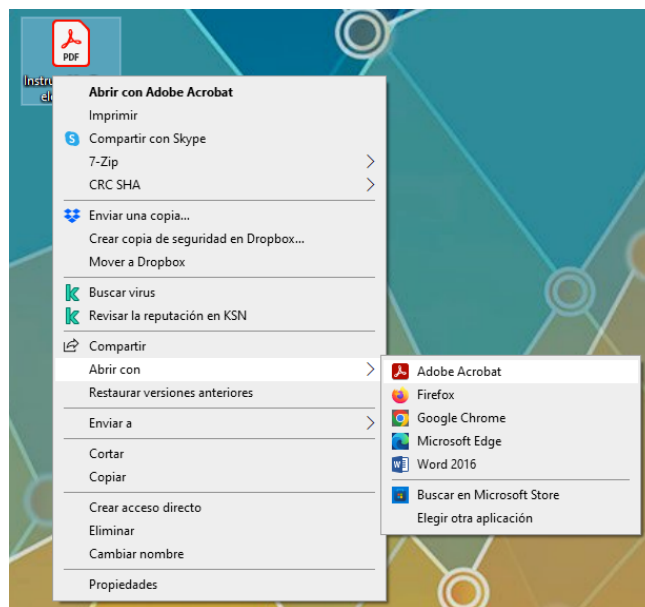 PDF
Abrir con Adobe Acrobat
Imprimir
Compartir con Skype
7-Zip
CRC SHA
Enviar una copia...
Crear copia de seguridad en Dropbox...
Mover a Dropbox
Buscar virus
Revisar la reputación en KSN
Compartir
Abrir con
Restaurar versiones anteriores
Enviar a
Cortar
Copiar
Crear acceso directo
Eliminar
Cambiar nombre
Propiedades
Adobe Acrobat
Firefox
Google Chrome
Microsoft Edge
Word 2016
Buscar en Microsoft Store
Elegir otra aplicación